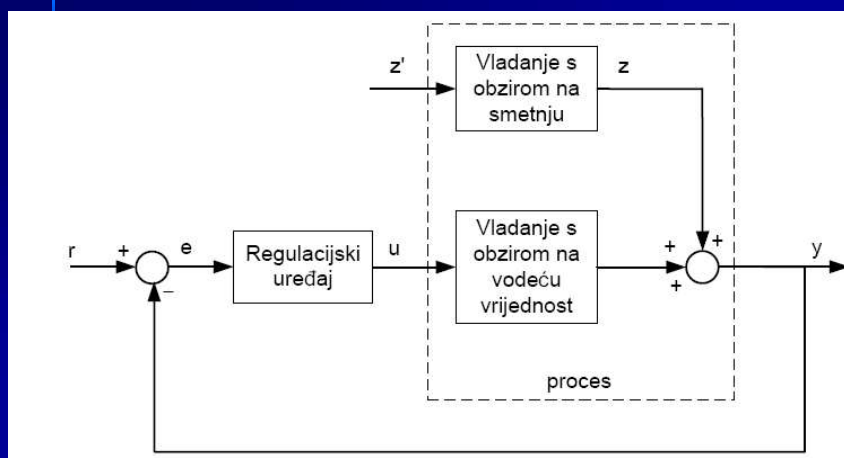 z'
Vladanje s
obzirom na
smetnju
z
r
+
e
−
Regulacijski
uređaj
u
Vladanje s
obzirom na
vodeću
vrijednost
+
+
+
y
proces